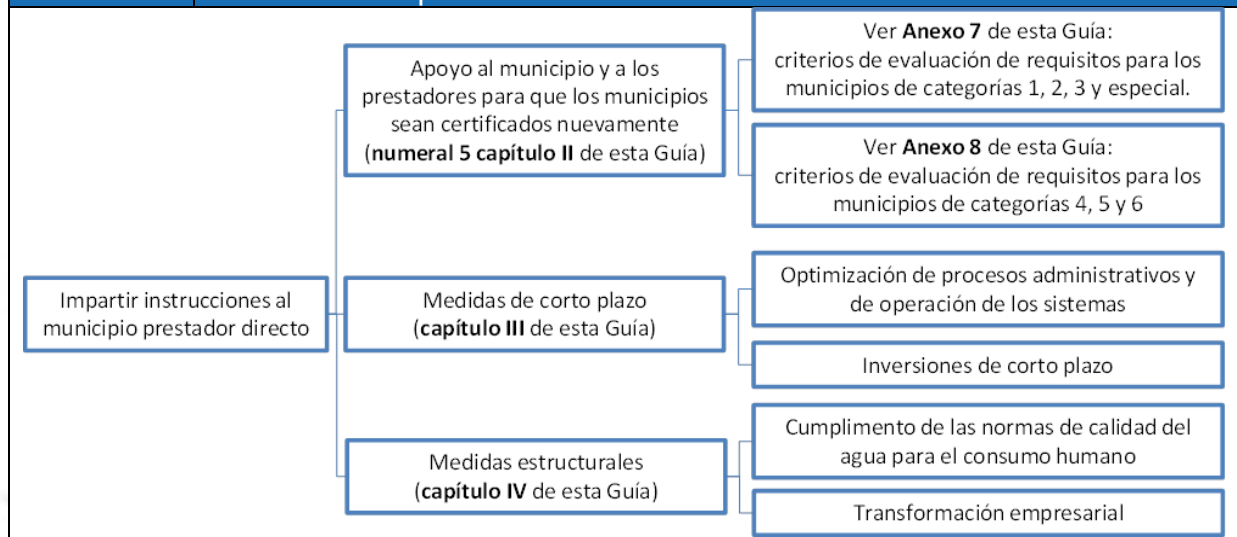 Impartir instrucciones al
municipio prestador directo
Apoyo al municipio y a los
prestadores para que los municipios
sean certificados nuevamente
(numeral 5 capítulo II de esta Guía)
Ver Anexo 7 de esta Guía:
criterios de evaluación de requisitos para los
municipios de categorías 1, 2, 3 y especial.
Ver Anexo 8 de esta Guía:
criterios de evaluación de requisitos para los
municipios de categorías 4, 5 y 6
Medidas de corto plazo
(capítulo III de esta Guía)
Optimización de procesos administrativos y
de operación de los sistemas
Inversiones de corto plazo
Medidas estructurales
(capítulo IV de esta Guía)
Cumplimento de las normas de calidad del
agua para el consumo humano
Transformación empresarial